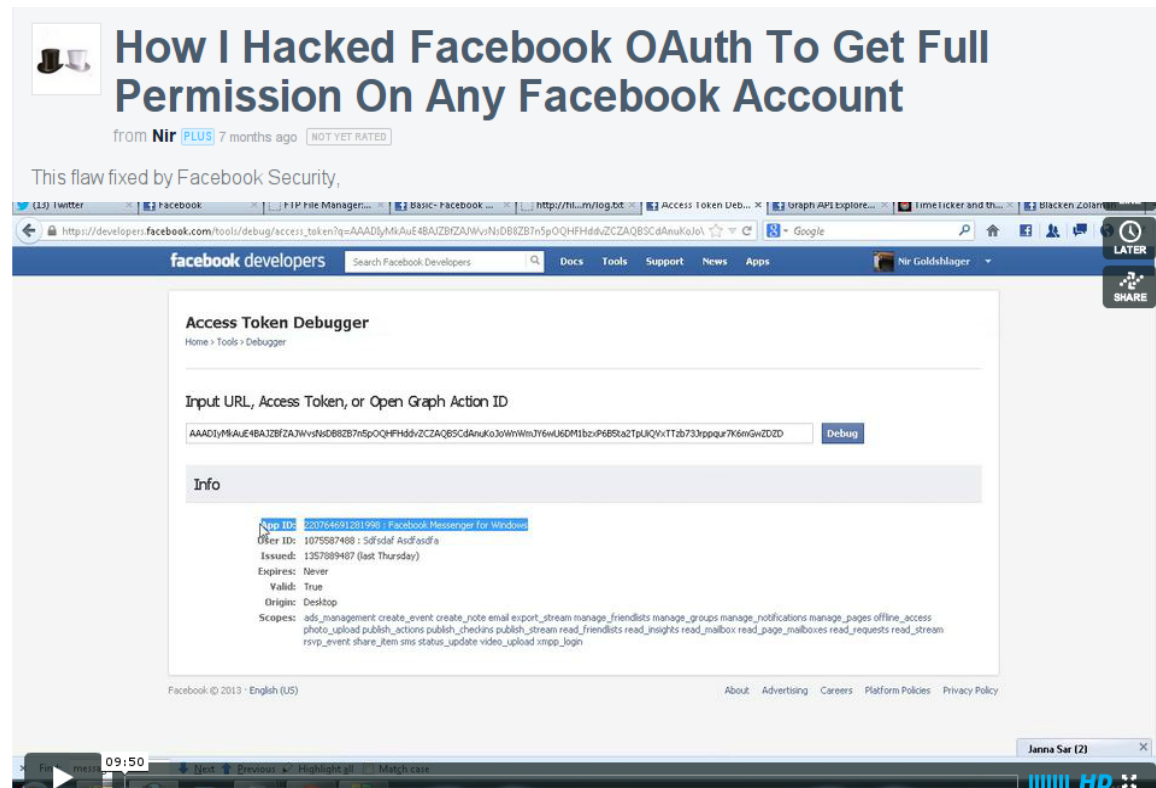 How I Hacked Facebook OAuth To Get Full
Permission On Any Facebook Account
from Nir PLUS 7 months ago NOT YET RATED
This flaw fixed by Facebook Security,
(13) Twitter Facebook FTP File Manager:... Basic- Facebook ... http://fil...m/log.txt Access Token Deb... Graph API Explore... TimeTicker and th... Blacken Zolaman
https://developers.facebook.com/tools/debug/access_token?q= Google
LATER
facebook developers Search Facebook Developers Docs Tools Support News Apps Nir Goldshlager
SHARE
Access Token Debugger
Home › Tools › Debugger
Input URL, Access Token, or Open Graph Action ID
Debug
Info
App ID: 220764691281998 : Facebook Messenger for Windows
User ID: 1075587488 : Sdfsdaf Asdfasdfa
Issued: 1357889487 (last Thursday)
Expires: Never
Valid: True
Origin: Desktop
Scopes: ads_management create_event create_note email export_stream manage_friendlists manage_groups manage_notifications manage_pages offline_access
photo_upload publish_actions publish_checkins publish_stream read_friendlists read_insights read_mailbox read_page_mailboxes read_requests read_stream
rsvp_event share_item sms status_update video_upload xmpp_login
Facebook © 2013 · English (US) About Advertising Careers Platform Policies Privacy Policy
Janna Sar (2)
09:50
Next Previous Highlight all Match case
HD